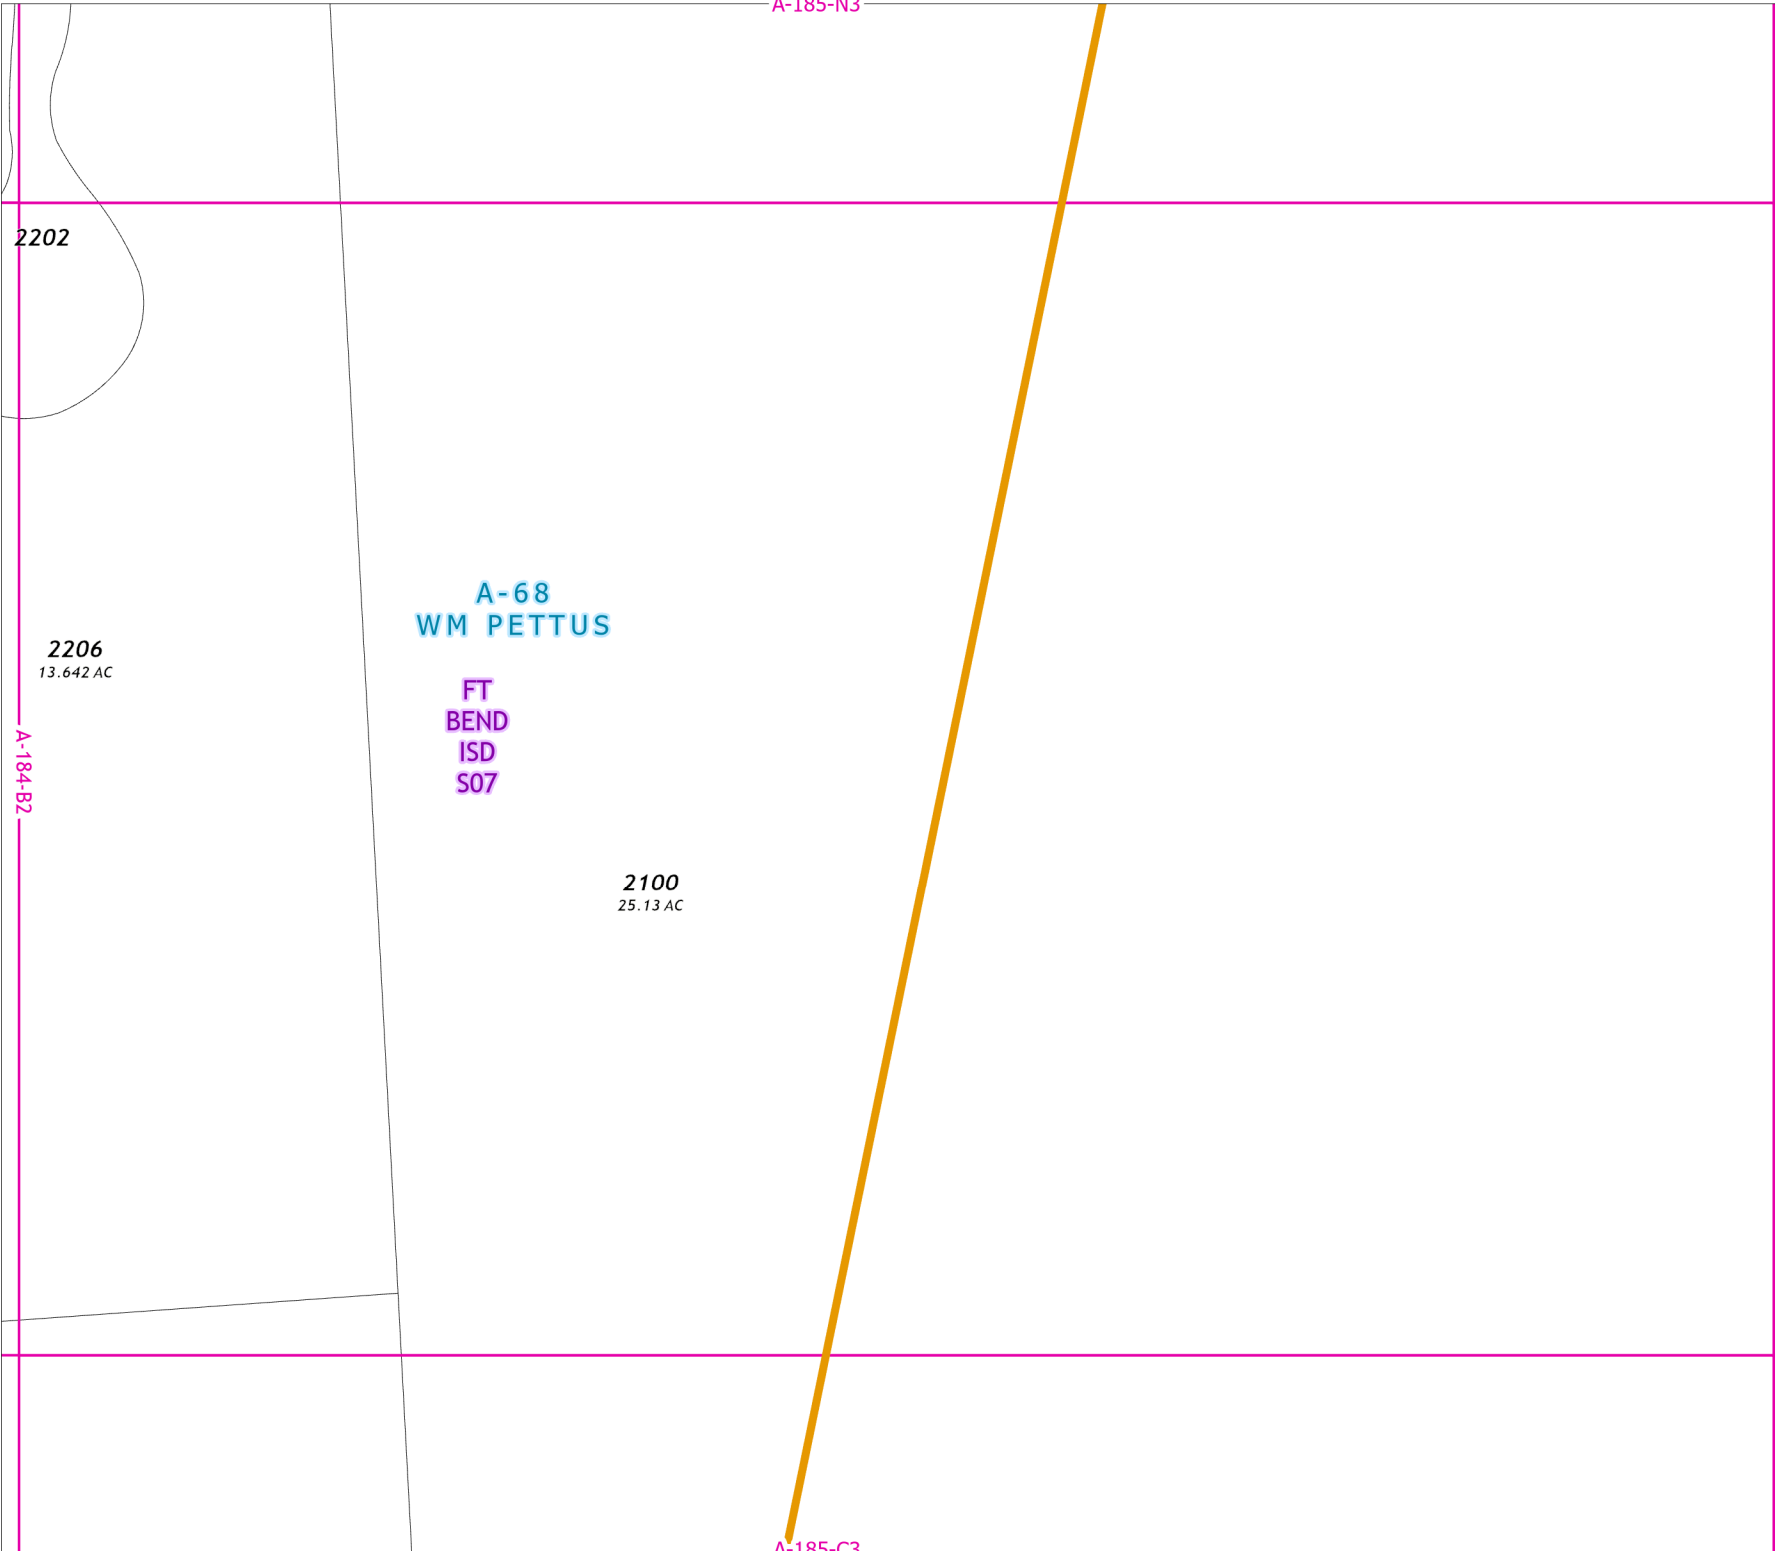 A-185-N3
2202
A-68
WM PETTUS
2206
13.642 AC
FT
BEND
ISD
S07
A-184-B2
2100
25.13 AC
A-185-C3